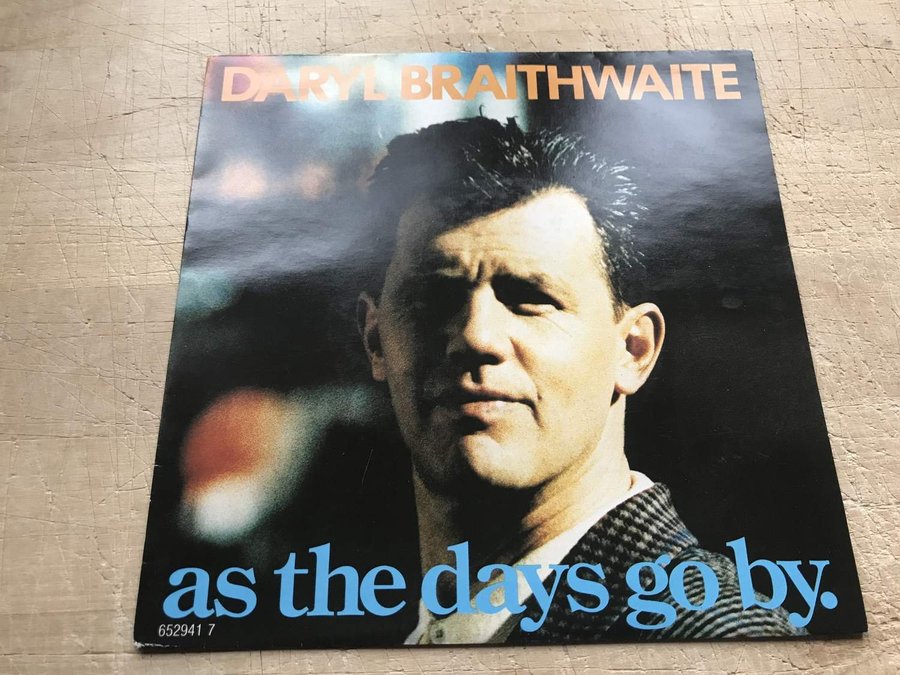 DARYL BRAITHWAITE
as the days go by.
652941 7